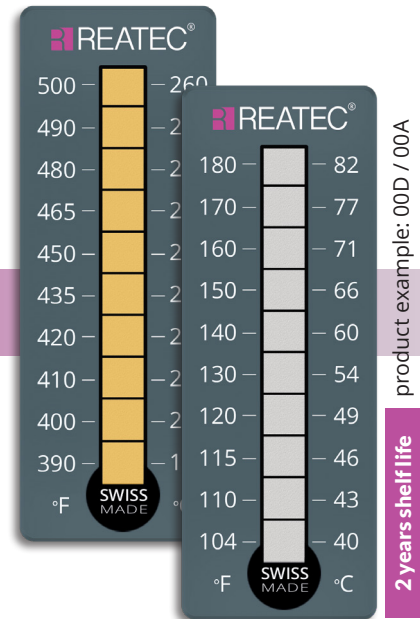 REATEC®
500 260
490
480
465
450
435
420
410
400
390
°F
SWISS
MADE
REATEC®
180 82
170 77
160 71
150 66
140 60
130 54
120 49
115 46
110 43
104 40
°F °C
SWISS
MADE
product example: 00D / 00A
2 years shelf life